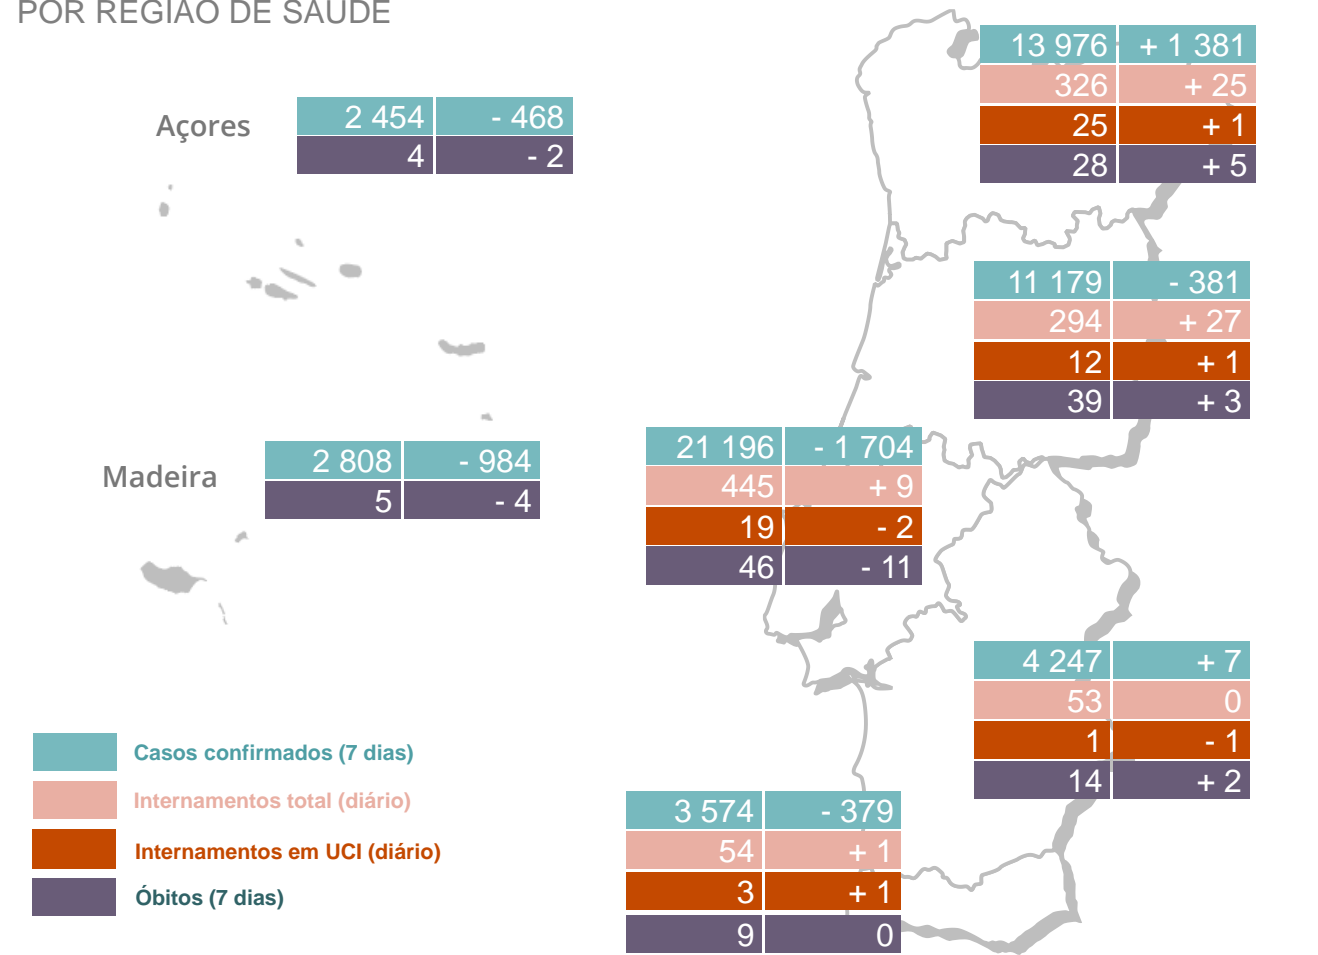 POR REGIÃO DE SAÚDE
13 976 + 1 381
326 + 25
25 + 1
28 + 5
Açores
2 454 - 468
4 - 2
11 179 - 381
294 + 27
12 + 1
39 + 3
Madeira
2 808 - 984
5 - 4
21 196 - 1 704
445 + 9
19 - 2
46 - 11
4 247 + 7
53 0
1 - 1
14 + 2
3 574 - 379
54 + 1
3 + 1
9 0
Casos confirmados (7 dias)
Internamentos total (diário)
Internamentos em UCI (diário)
Óbitos (7 dias)